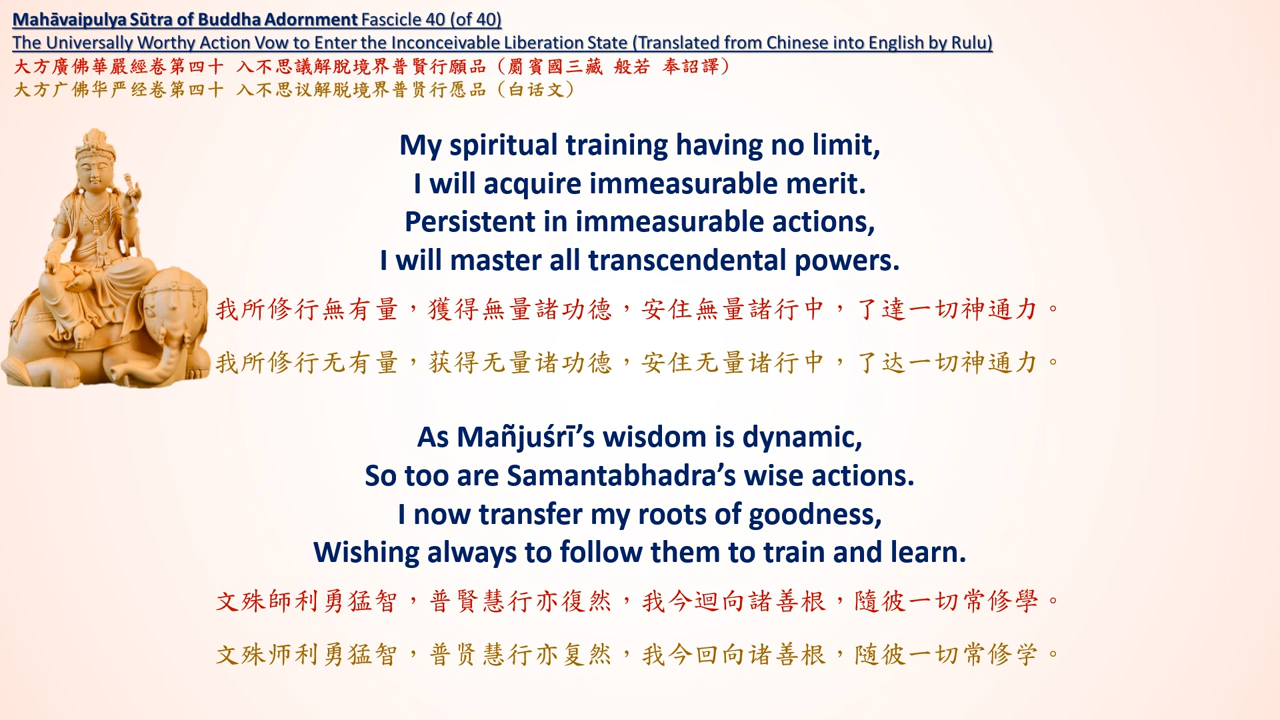 Mahāvaipulya Sūtra of Buddha Adornment Fascicle 40 (of 40)
The Universally Worthy Action Vow to Enter the Inconceivable Liberation State (Translated from Chinese into English by Rulu)
大方廣佛華嚴經卷第四十 入不思議解脫境界普賢行願品（罽賓國三藏 般若 奉詔譯）
大方广佛华严经卷第四十 入不思议解脱境界普贤行愿品（白话文）
My spiritual training having no limit,
I will acquire immeasurable merit.
Persistent in immeasurable actions,
I will master all transcendental powers.
我所修行無有量，獲得無量諸功德，安住無量諸行中，了達一切神通力。
我所修行无有量，获得无量诸功德，安住无量诸行中，了达一切神通力。
As Mañjuśrī’s wisdom is dynamic,
So too are Samantabhadra’s wise actions.
I now transfer my roots of goodness,
Wishing always to follow them to train and learn.
文殊師利勇猛智，普賢慧行亦復然，我今迴向諸善根，隨彼一切常修學。
文殊师利勇猛智，普贤慧行亦复然，我今回向诸善根，随彼一切常修学。